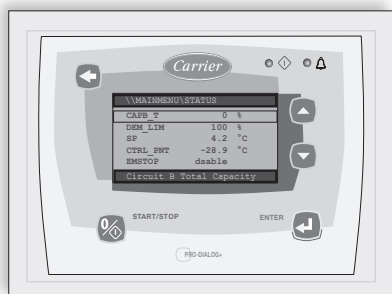 Carrier
\\MAINMENU\STATUS
CAPB_T 0 %
DEM_LIM 100 %
SP 4.2 °C
CTRL_PNT -28.9 °C
EMSTOP dsable
Circuit B Total Capacity
START/STOP
ENTER
PRO-DIALOG+